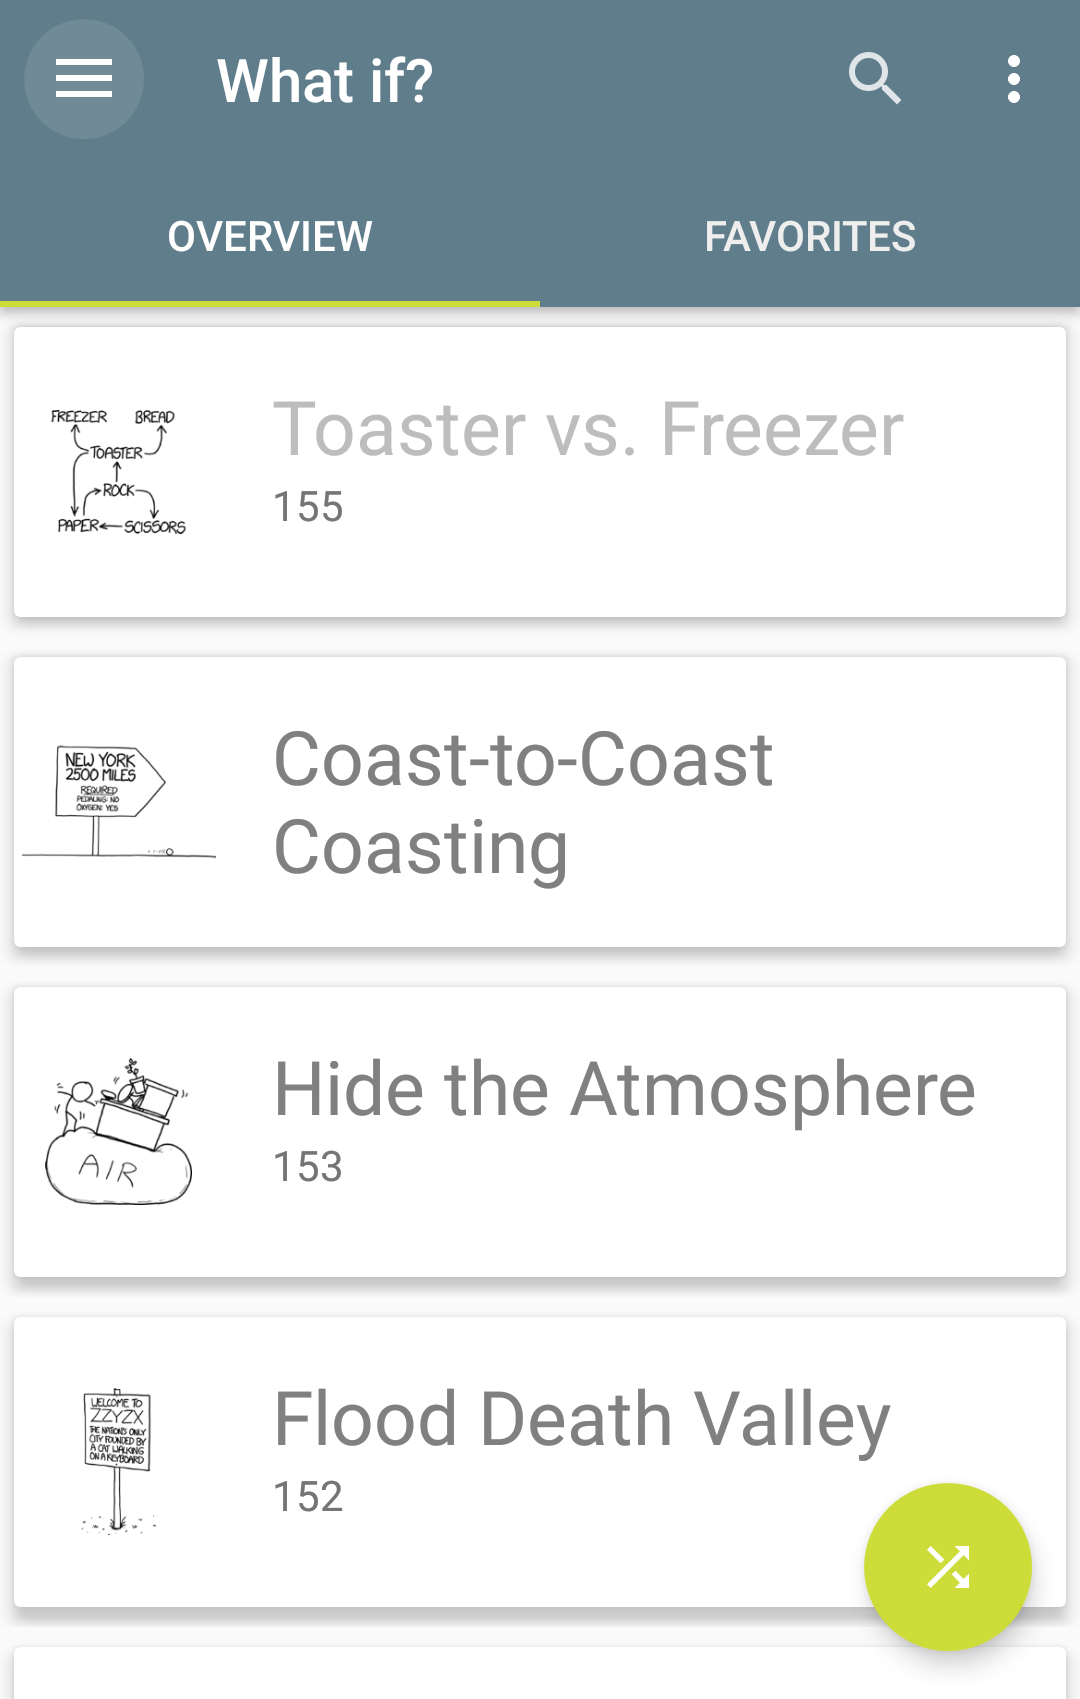 What if?
OVERVIEW
FAVORITES
FREEZER BREAD
TOASTER
ROCK
PAPER SCISSORS
Toaster vs. Freezer
155
NEW YORK
2500 MILES
REQUIRED
PEDALING: NO
OXYGEN: YES
Coast-to-Coast
Coasting
AIR
Hide the Atmosphere
153
WELCOME TO
ZZYZX
THE NATION'S ONLY
CITY FOUNDED BY
A CAT WALKING
ON A KEYBOARD
Flood Death Valley
152